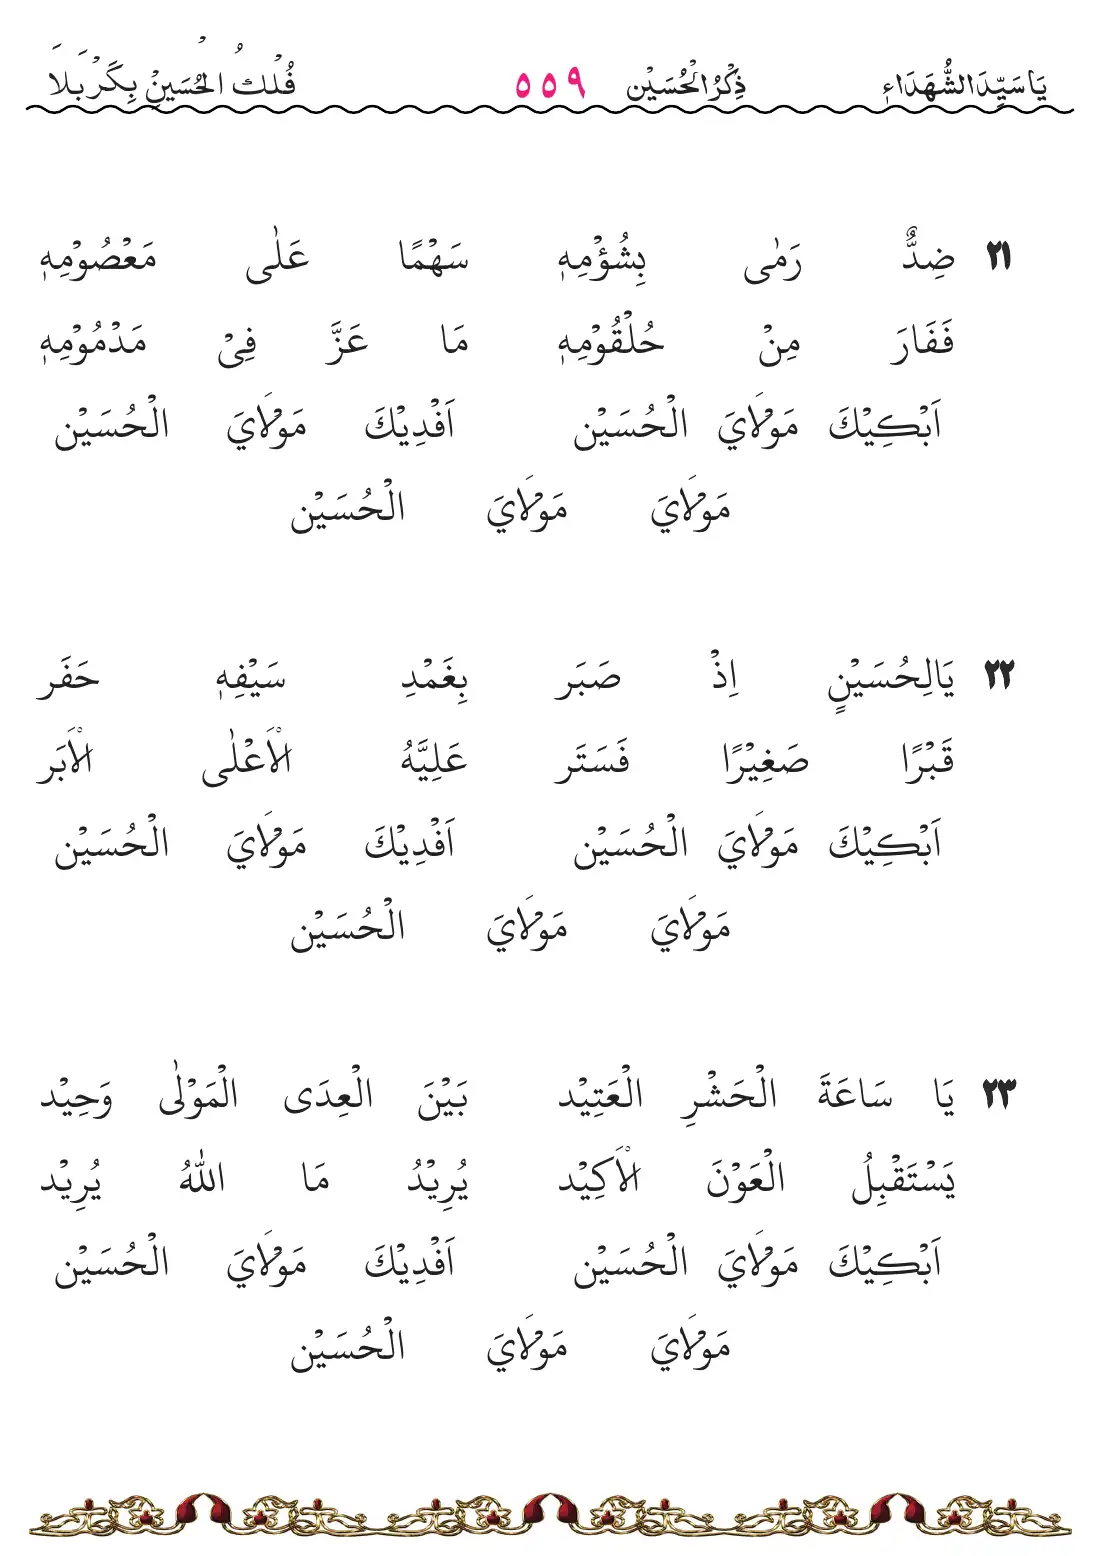 يَا سَيِّدَ الشُّهَدَاءِ ذِكْرُ الْحُسَيْن ٥٥٩ فُلْكُ الْحُسَيْنِ بِكَرْبَلَا
٢١ ضِدٌّ رَمٰى بِشُؤْمِهٖ سَهْمًا عَلٰى مَعْصُوْمِهٖ
فَفَارَ مِنْ حُلْقُوْمِهٖ مَا عَزَّ فِيْ مَدْمُوْمِهٖ
اَبْكِيْكَ مَوْلَايَ الْحُسَيْن اَفْدِيْكَ مَوْلَايَ الْحُسَيْن
مَوْلَايَ مَوْلَايَ الْحُسَيْن
٢٢ يَالِحُسَيْنٍ اِذْ صَبَر بِغَمْدِ سَيْفِهٖ حَفَر
قَبْرًا صَغِيْرًا فَسَتَر عَلِيَّهُ الْاَعْلٰى الْاَبَر
اَبْكِيْكَ مَوْلَايَ الْحُسَيْن اَفْدِيْكَ مَوْلَايَ الْحُسَيْن
مَوْلَايَ مَوْلَايَ الْحُسَيْن
٢٣ يَا سَاعَةَ الْحَشْرِ الْعَتِيْد بَيْنَ الْعِدَى الْمَوْلٰى وَحِيْد
يَسْتَقْبِلُ الْعَوْنَ الْاَكِيْد يُرِيْدُ مَا اللهُ يُرِيْد
اَبْكِيْكَ مَوْلَايَ الْحُسَيْن اَفْدِيْكَ مَوْلَايَ الْحُسَيْن
مَوْلَايَ مَوْلَايَ الْحُسَيْن